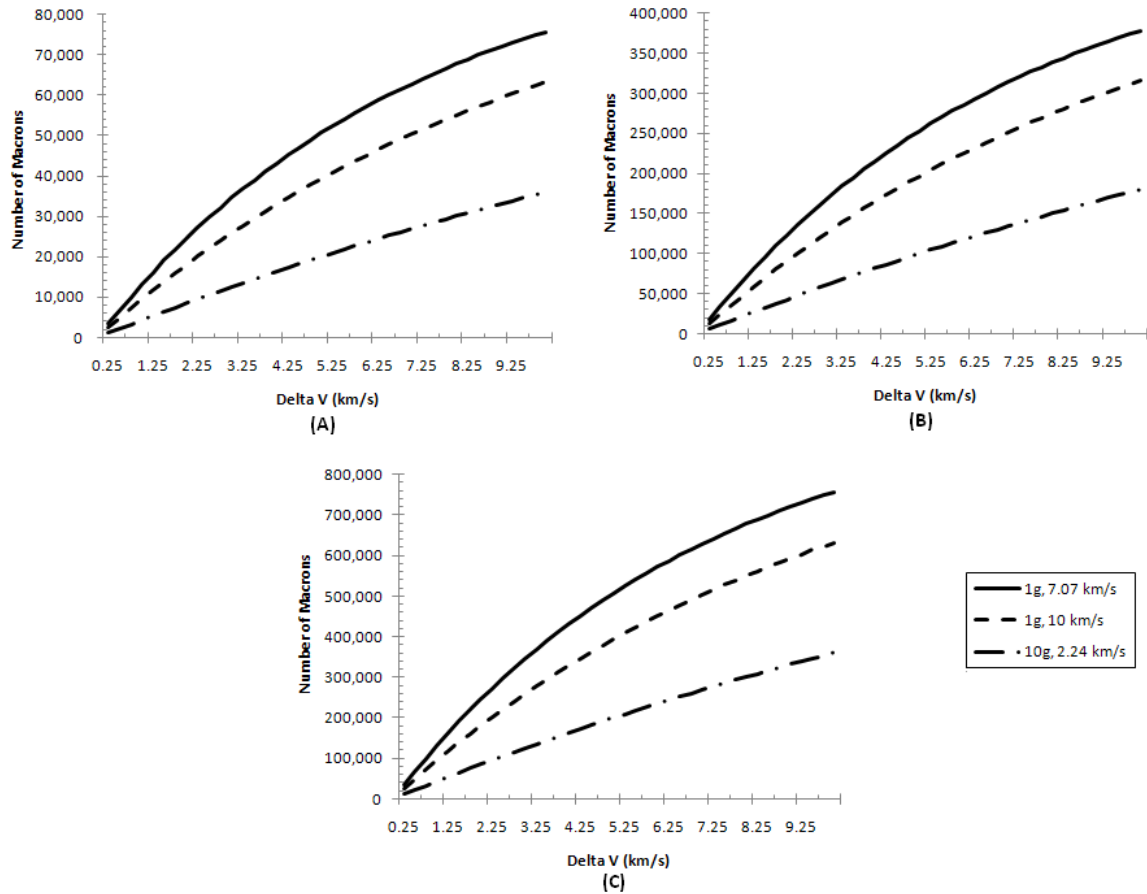 80,000
70,000
60,000
50,000
40,000
30,000
20,000
10,000
0
Number of Macrons
0.25 1.25 2.25 3.25 4.25 5.25 6.25 7.25 8.25 9.25
Delta V (km/s)
(A)
400,000
350,000
300,000
250,000
200,000
150,000
100,000
50,000
0
Number of Macrons
0.25 1.25 2.25 3.25 4.25 5.25 6.25 7.25 8.25 9.25
Delta V (km/s)
(B)
800,000
700,000
600,000
500,000
400,000
300,000
200,000
100,000
0
Number of Macrons
0.25 1.25 2.25 3.25 4.25 5.25 6.25 7.25 8.25 9.25
Delta V (km/s)
(C)
1g, 7.07 km/s
1g, 10 km/s
10g, 2.24 km/s